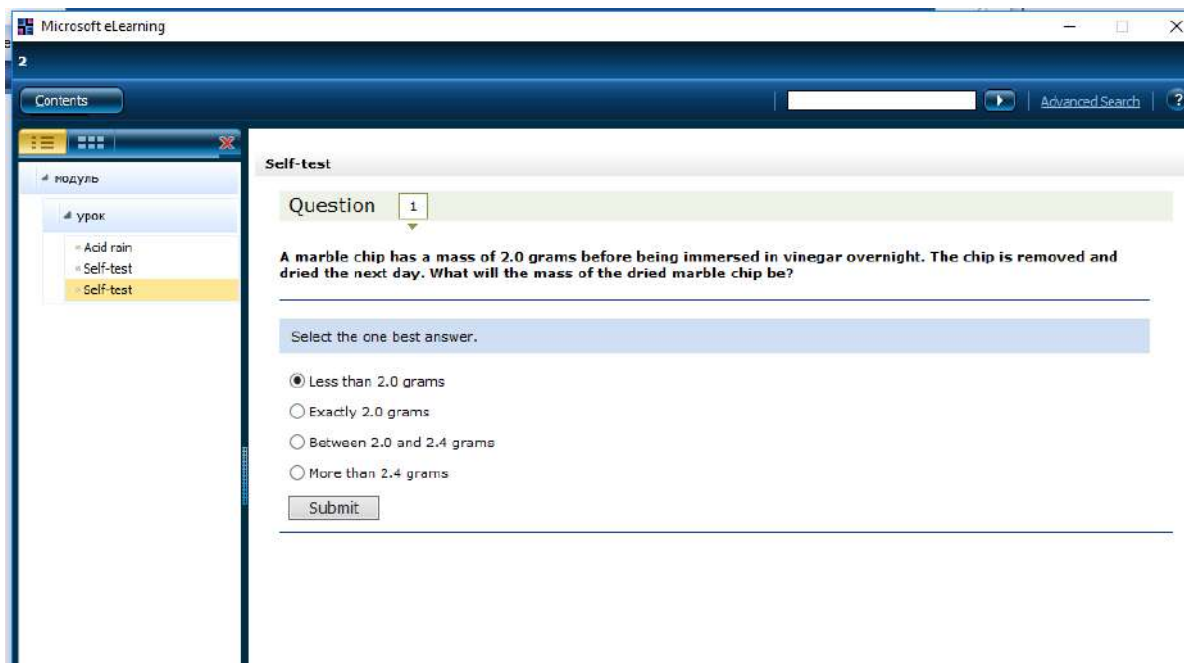 Microsoft eLearning
2
Contents
Advanced Search
?
модуль
урок
Acid rain
Self-test
Self-test
Self-test
Question 1
A marble chip has a mass of 2.0 grams before being immersed in vinegar overnight. The chip is removed and
dried the next day. What will the mass of the dried marble chip be?
Select the one best answer.
Less than 2.0 grams
Exactly 2.0 grams
Between 2.0 and 2.4 grams
More than 2.4 grams
Submit